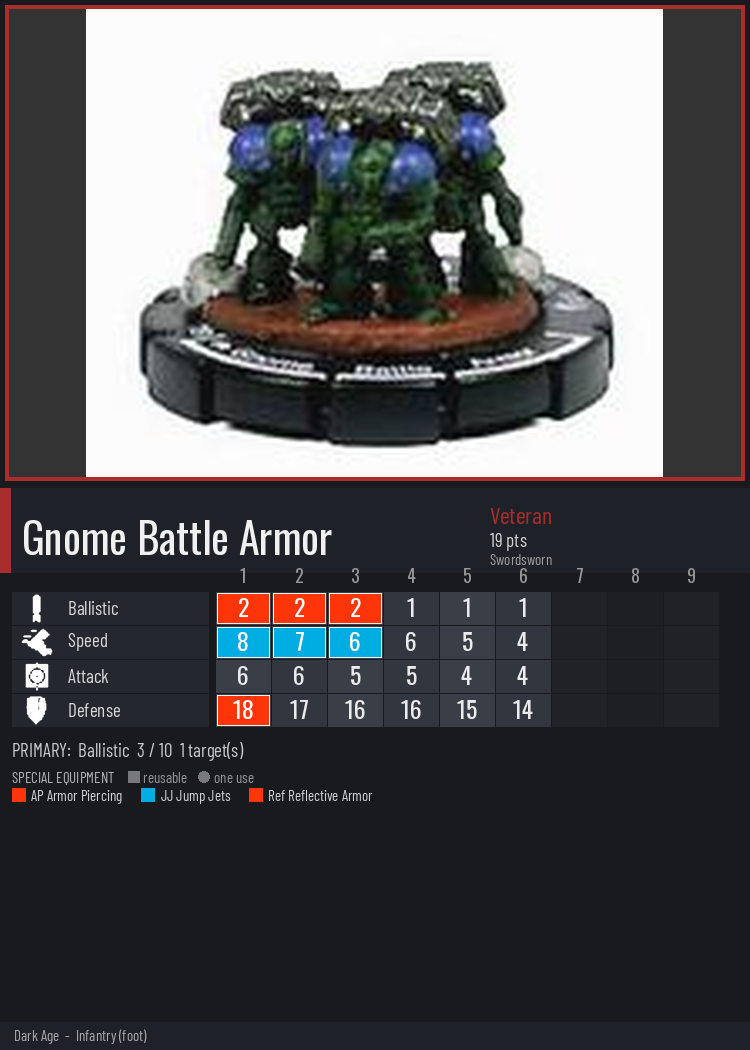 Gnome Battle Armor
Veteran
19 pts
Swordsworn
1 2 3 4 5 6 7 8 9
Ballistic 2 2 2 1 1 1
Speed 8 7 6 6 5 4
Attack 6 6 5 5 4 4
Defense 18 17 16 16 15 14
PRIMARY: Ballistic 3 / 10 1 target(s)
SPECIAL EQUIPMENT reusable one use
AP Armor Piercing JJ Jump Jets Ref Reflective Armor
Dark Age - Infantry (foot)